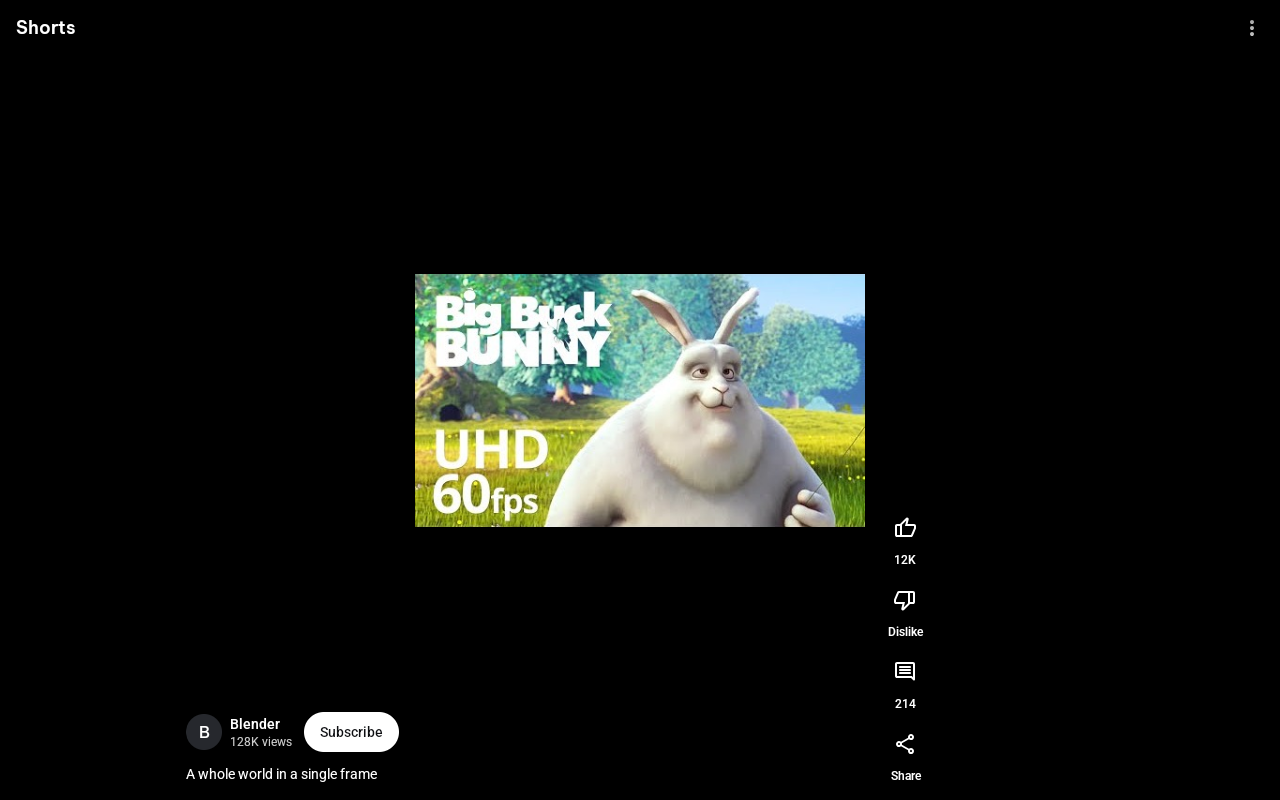 Shorts
Big Buck
BUNNY
UHD
60fps
12K
Dislike
214
Share
B
Blender
128K views
Subscribe
A whole world in a single frame